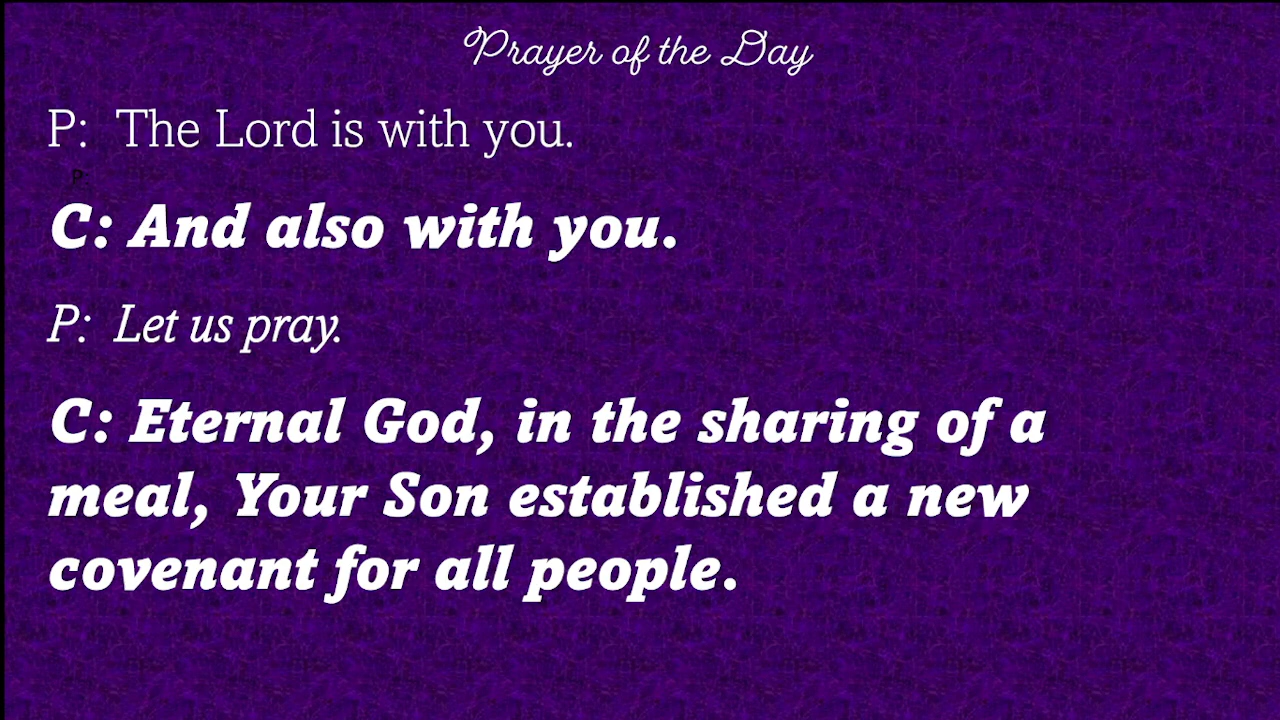 Prayer of the Day
P: The Lord is with you.
P
C: And also with you.
P: Let us pray.
C: Eternal God, in the sharing of a
meal, Your Son established a new
covenant for all people.